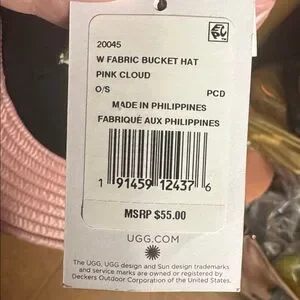 20045
W FABRIC BUCKET HAT
PINK CLOUD
O/S PCD
MADE IN PHILIPPINES
FABRIQUÉ AUX PHILIPPINES
1 91459 12437 6
MSRP $55.00
UGG.COM
The UGG, UGG design and Sun design trademarks
and service marks are owned or registered by
Deckers Outdoor Corporation of the United States.